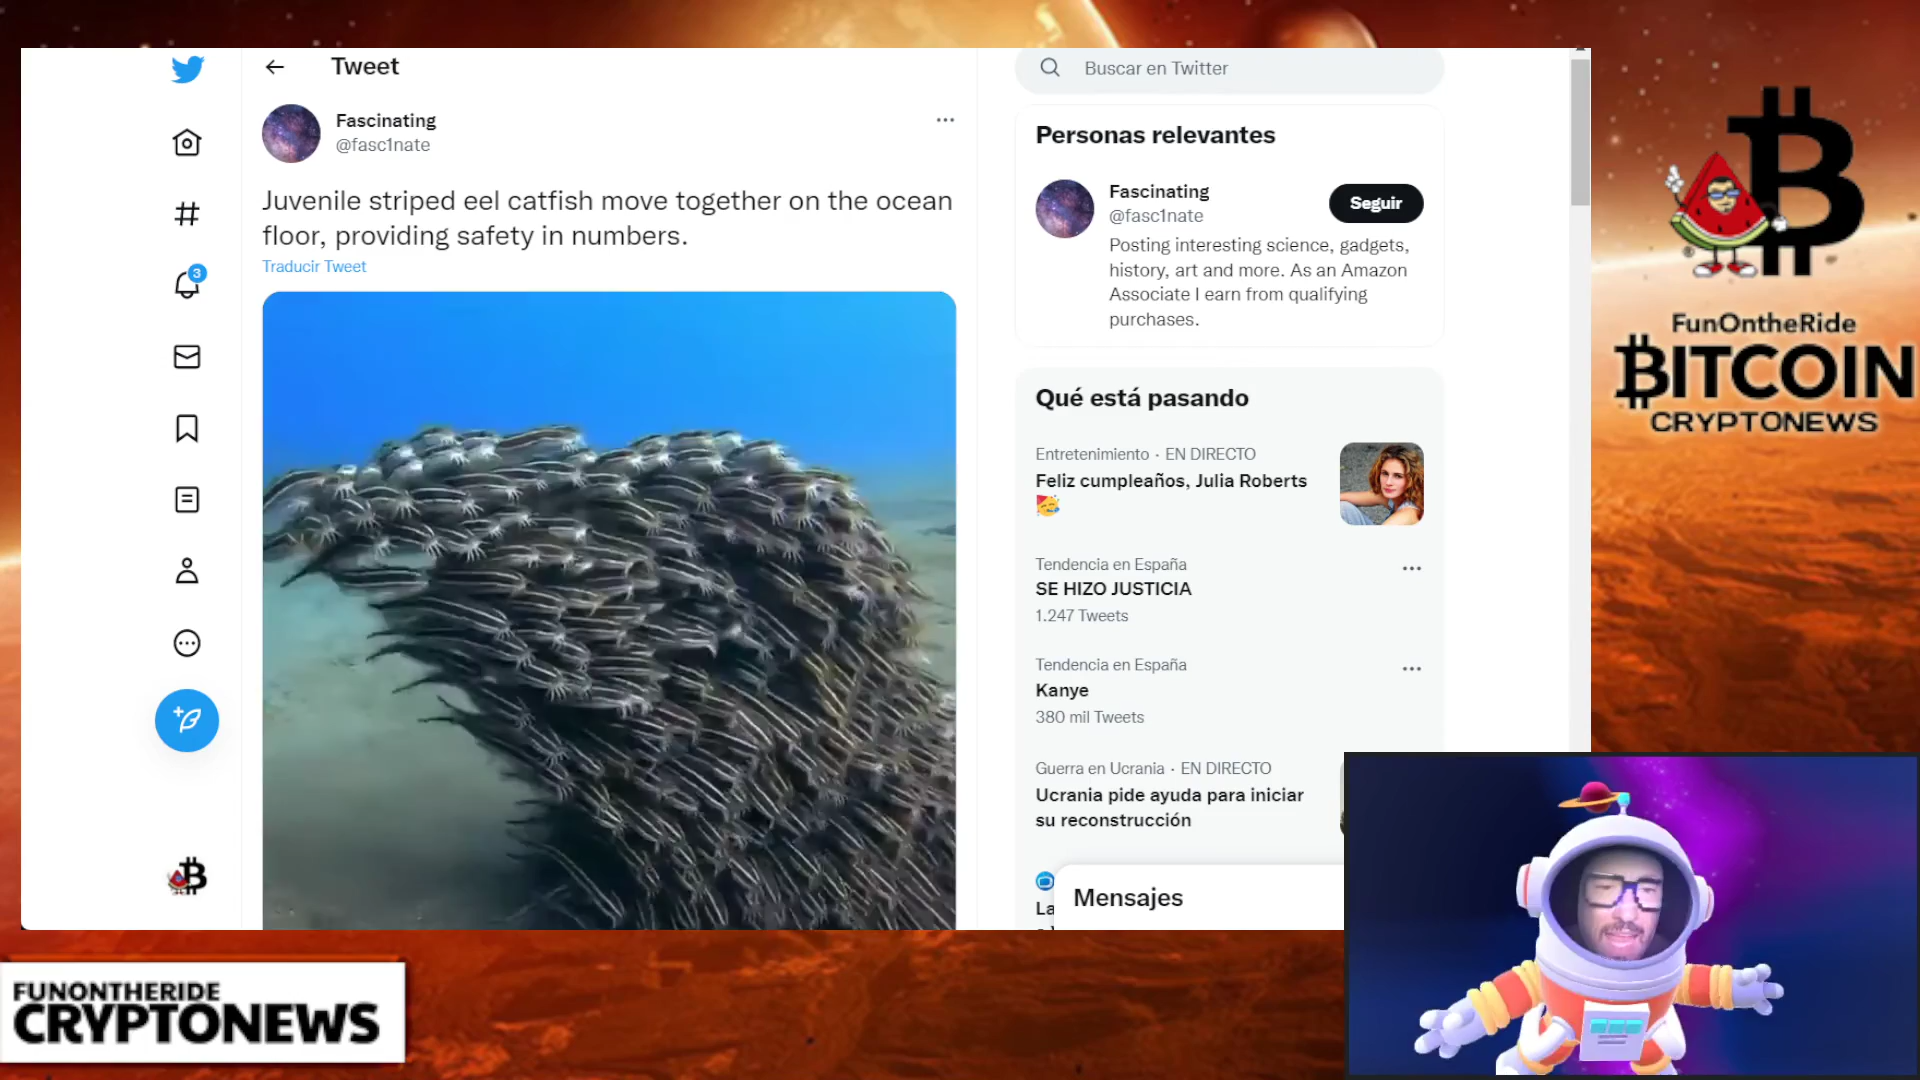 Tweet
Fascinating
@fasc1nate
Juvenile striped eel catfish move together on the ocean
floor, providing safety in numbers.
Traducir Tweet
3
Buscar en Twitter
Personas relevantes
Fascinating
@fasc1nate
Seguir
Posting interesting science, gadgets,
history, art and more. As an Amazon
Associate I earn from qualifying
purchases.
Qué está pasando
Entretenimiento · EN DIRECTO
Feliz cumpleaños, Julia Roberts
Tendencia en España
SE HIZO JUSTICIA
1.247 Tweets
Tendencia en España
Kanye
380 mil Tweets
Guerra en Ucrania · EN DIRECTO
Ucrania pide ayuda para iniciar
su reconstrucción
La
Mensajes
FunOntheRide
BITCOIN
CRYPTONEWS
FUNONTHERIDE
CRYPTONEWS